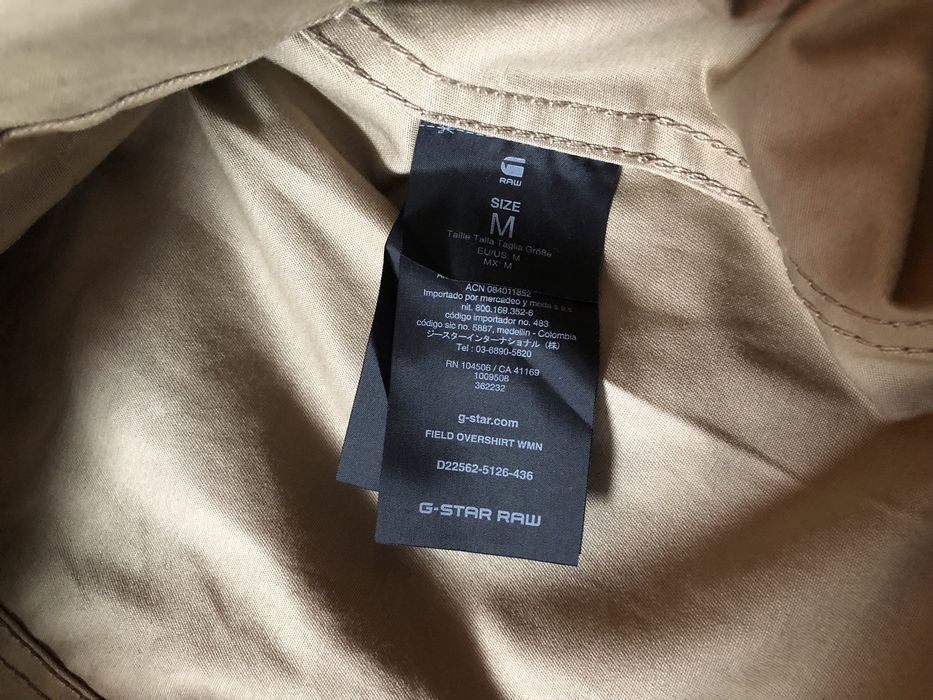 RAW
SIZE
M
Taille Talla Taglia Größe
EU/US: M
MX: M
ACN 084011852
Importado por mercadeo y moda s.a.s
nit. 800.169.352-6
código importador no. 483
código sic no. 5887, medellin - Colombia
ジースターインターナショナル（株）
Tel : 03-6890-5620
RN 104506 / CA 41169
1009508
362232
g-star.com
FIELD OVERSHIRT WMN
D22562-5126-436
G-STAR RAW